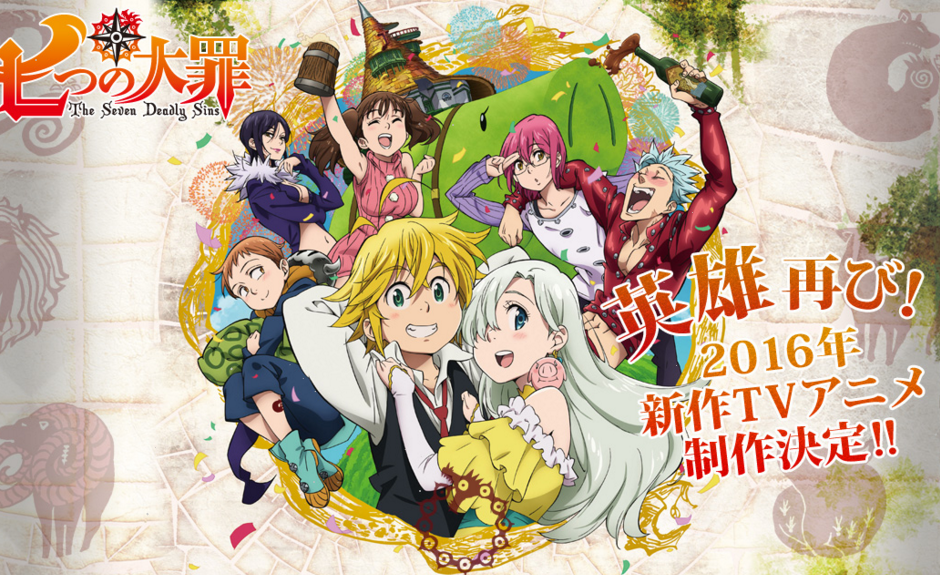 七つの大罪
The Seven Deadly Sins
英雄 再び!
2016年
新作TVアニメ
制作決定!!